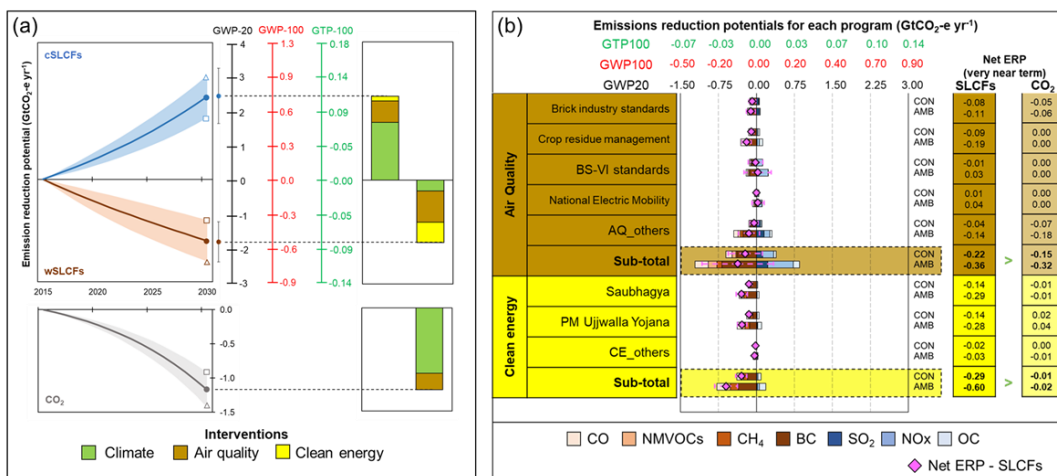 (a)
GWP-20 GWP-100 GTP-100
Emission reduction potential (GtCO₂-e yr⁻¹)
cSLCFs
wSLCFs
4 1.3 0.18
3 1.0 0.14
2 0.7 0.09
1 0.3 0.05
0 0.0 -0.00
-1 -0.3 -0.05
-2 -0.6 -0.09
-3 -0.9 -0.14
2015 2020 2025 2030
0.0
-0.5
-1.0
-1.5
CO₂
Interventions
Climate Air quality Clean energy
(b)
Emissions reduction potentials for each program (GtCO₂-e yr⁻¹)
GTP100 -0.07 -0.03 0.00 0.03 0.07 0.10 0.14
GWP100 -0.50 -0.20 0.00 0.20 0.40 0.70 0.90
GWP20 -1.50 -0.75 0.00 0.75 1.50 2.25 3.00
Net ERP
(very near term)
SLCFs CO₂
Air Quality
Brick industry standards CON -0.08 -0.05
AMB -0.11 -0.06
Crop residue management CON -0.09 0.00
AMB -0.19 0.00
BS-VI standards CON -0.01 0.00
AMB 0.03 0.00
National Electric Mobility CON 0.01 0.00
AMB 0.04 0.00
AQ_others CON -0.04 -0.07
AMB -0.14 -0.18
Sub-total CON -0.22 > -0.15
AMB -0.36 -0.32
Clean energy
Saubhagya CON -0.14 -0.01
AMB -0.29 -0.01
PM Ujjwalla Yojana CON -0.14 0.02
AMB -0.28 0.04
CE_others CON -0.02 0.00
AMB -0.03 -0.01
Sub-total CON -0.29 > -0.01
AMB -0.60 -0.02
CO NMVOCs CH₄ BC SO₂ NOx OC
Net ERP - SLCFs